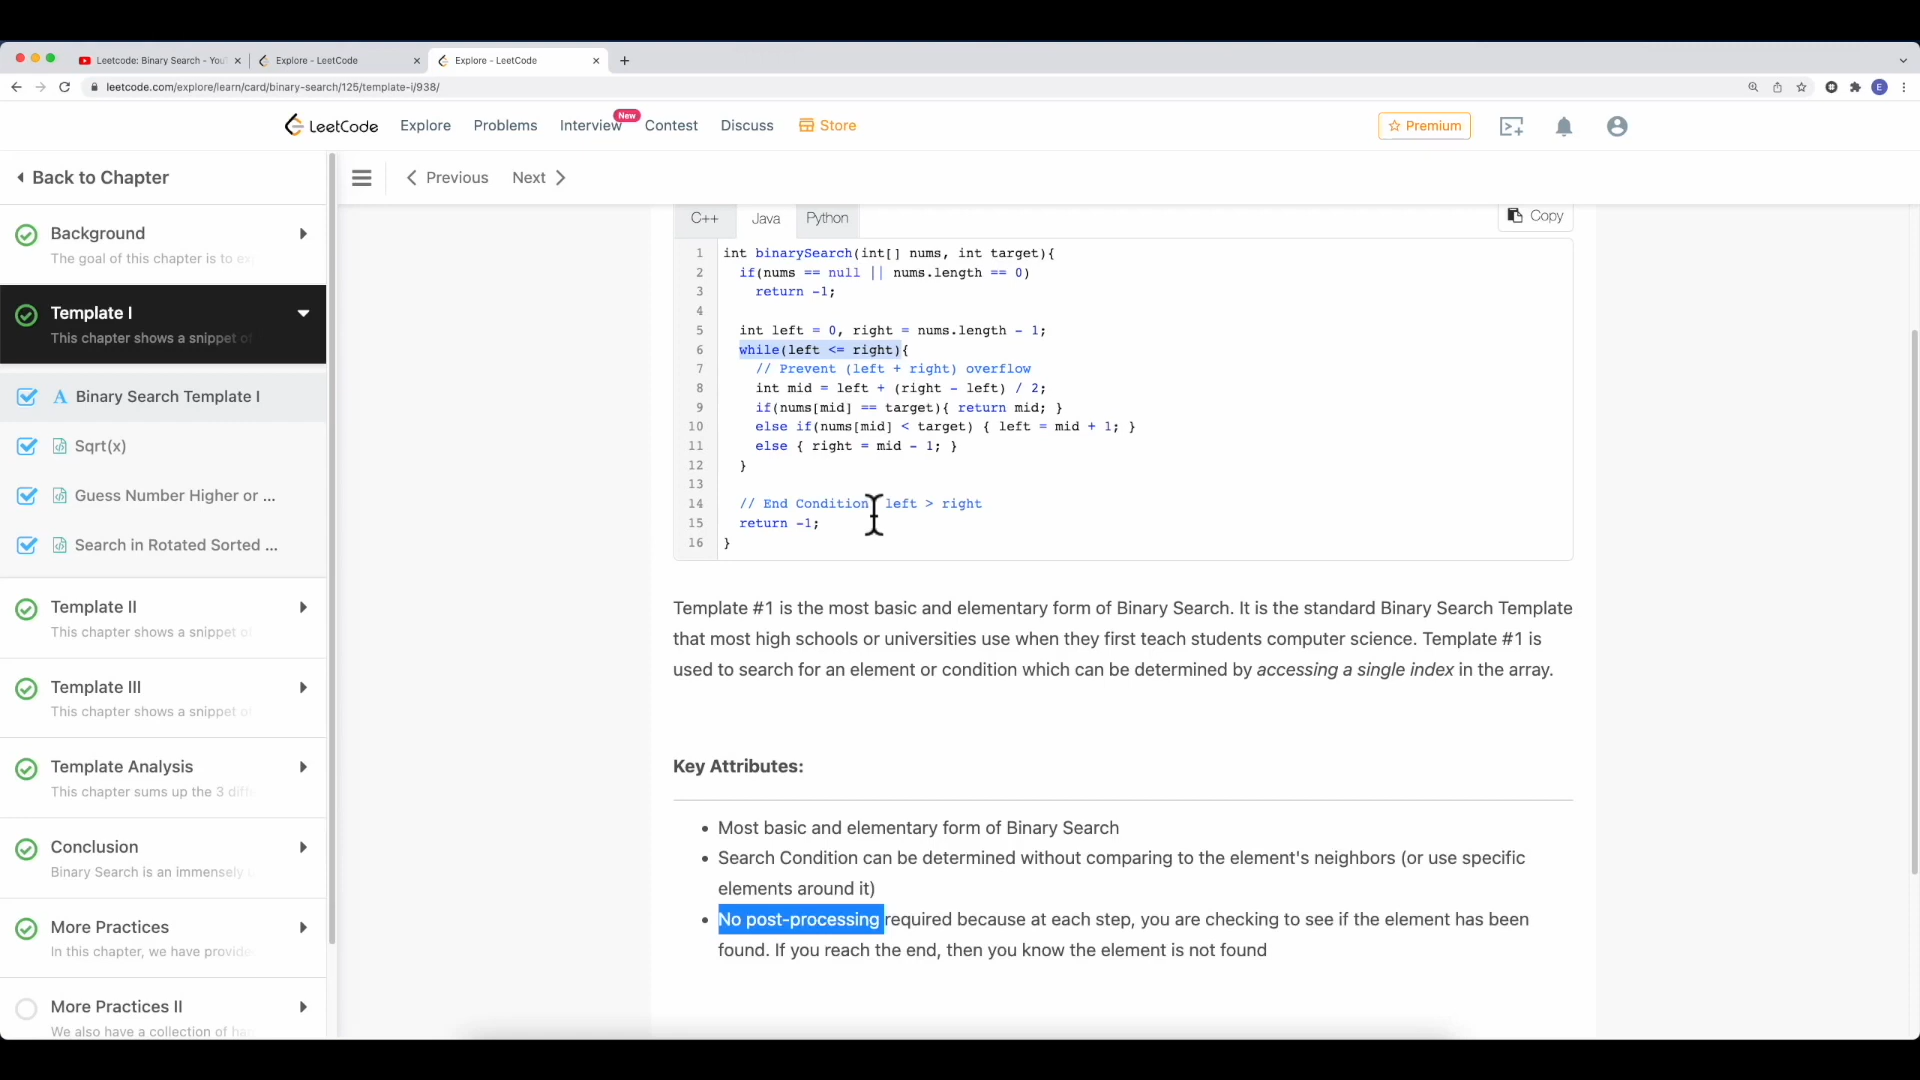 Leetcode: Binary Search - You
Explore - LeetCode
Explore - LeetCode
leetcode.com/explore/learn/card/binary-search/125/template-i/938/
E
LeetCode
Explore
Problems
Interview
New
Contest
Discuss
Store
Premium
Back to Chapter
Previous
Next
Background
The goal of this chapter is to ex
Template I
This chapter shows a snippet o
A Binary Search Template I
Sqrt(x)
Guess Number Higher or ...
Search in Rotated Sorted ...
Template II
This chapter shows a snippet o
Template III
This chapter shows a snippet o
Template Analysis
This chapter sums up the 3 diff
Conclusion
Binary Search is an immensely
More Practices
In this chapter, we have provide
More Practices II
We also have a collection of har
C++
Java
Python
Copy
1 int binarySearch(int[] nums, int target){
2 if(nums == null || nums.length == 0)
3 return -1;
4
5 int left = 0, right = nums.length - 1;
6 while(left <= right){
7 // Prevent (left + right) overflow
8 int mid = left + (right - left) / 2;
9 if(nums[mid] == target){ return mid; }
10 else if(nums[mid] < target) { left = mid + 1; }
11 else { right = mid - 1; }
12 }
13
14 // End Condition left > right
15 return -1;
16 }
Template #1 is the most basic and elementary form of Binary Search. It is the standard Binary Search Template
that most high schools or universities use when they first teach students computer science. Template #1 is
used to search for an element or condition which can be determined by accessing a single index in the array.
Key Attributes:
• Most basic and elementary form of Binary Search
• Search Condition can be determined without comparing to the element's neighbors (or use specific
elements around it)
• No post-processing required because at each step, you are checking to see if the element has been
found. If you reach the end, then you know the element is not found